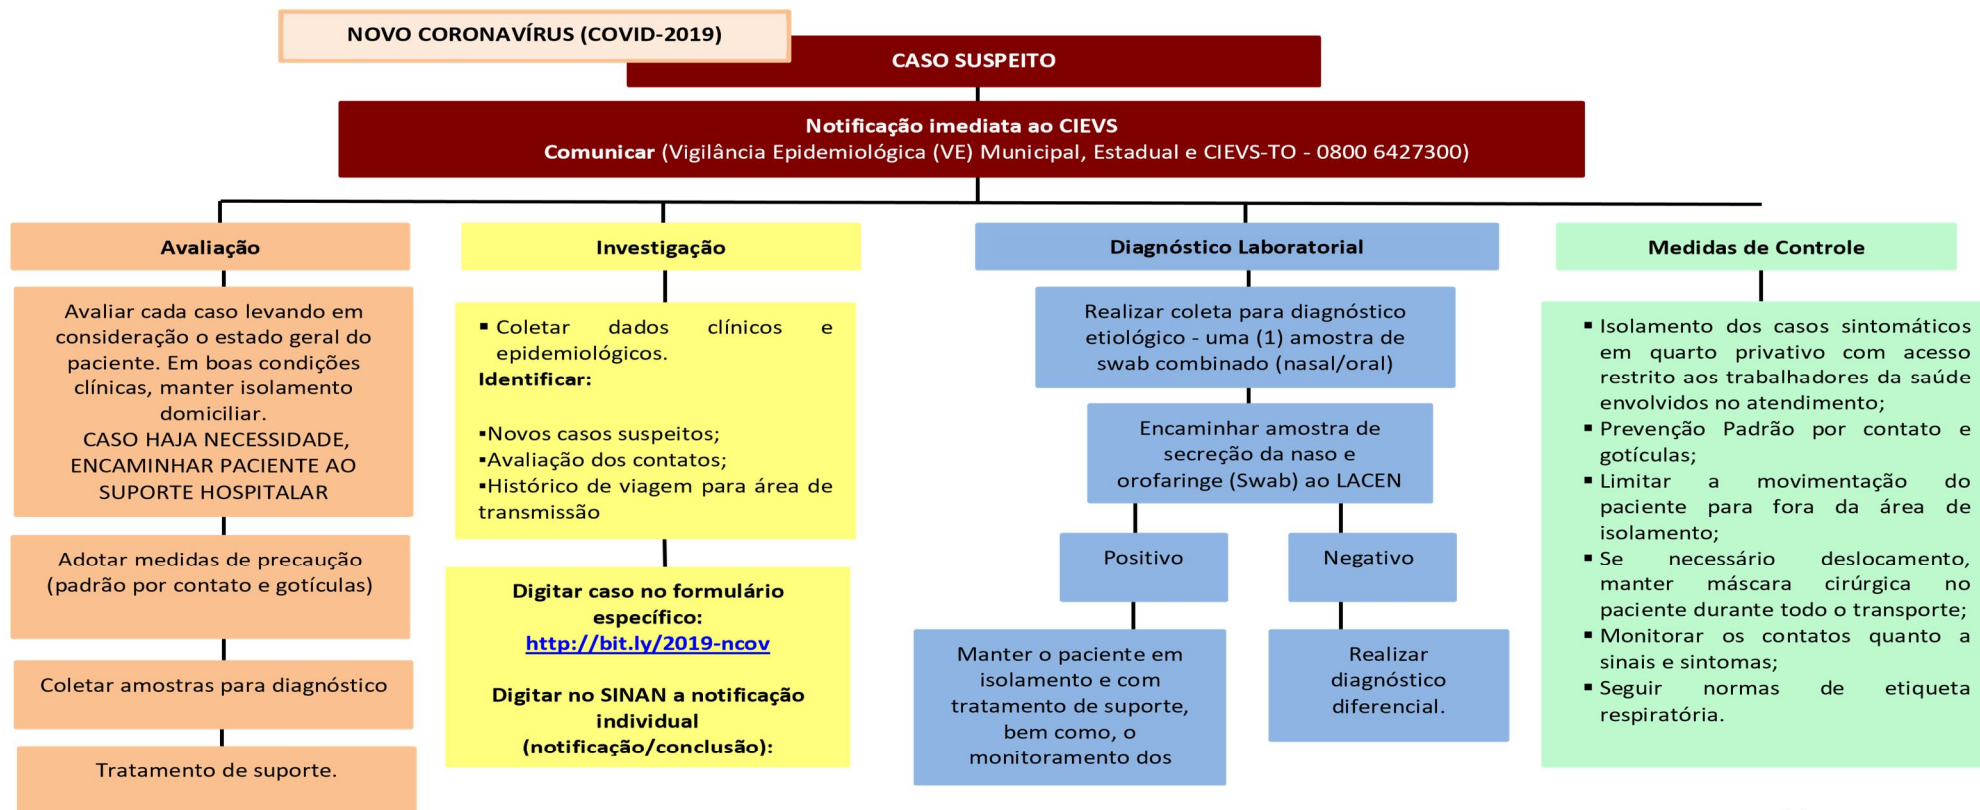 NOVO CORONAVÍRUS (COVID-2019)
CASO SUSPEITO
Notificação imediata ao CIEVS
Comunicar (Vigilância Epidemiológica (VE) Municipal, Estadual e CIEVS-TO - 0800 6427300)
Avaliação
Avaliar cada caso levando em
consideração o estado geral do
paciente. Em boas condições
clínicas, manter isolamento
domiciliar.
CASO HAJA NECESSIDADE,
ENCAMINHAR PACIENTE AO
SUPORTE HOSPITALAR
Adotar medidas de precaução
(padrão por contato e gotículas)
Coletar amostras para diagnóstico
Tratamento de suporte.
Investigação
▪ Coletar dados clínicos e
epidemiológicos.
Identificar:
▪Novos casos suspeitos;
▪Avaliação dos contatos;
▪Histórico de viagem para área de
transmissão
Digitar caso no formulário
específico:
http://bit.ly/2019-ncov
Digitar no SINAN a notificação
individual
(notificação/conclusão):
Diagnóstico Laboratorial
Realizar coleta para diagnóstico
etiológico - uma (1) amostra de
swab combinado (nasal/oral)
Encaminhar amostra de
secreção da naso e
orofaringe (Swab) ao LACEN
Positivo
Manter o paciente em
isolamento e com
tratamento de suporte,
bem como, o
monitoramento dos
Negativo
Realizar
diagnóstico
diferencial.
Medidas de Controle
▪ Isolamento dos casos sintomáticos
em quarto privativo com acesso
restrito aos trabalhadores da saúde
envolvidos no atendimento;
▪ Prevenção Padrão por contato e
gotículas;
▪ Limitar a movimentação do
paciente para fora da área de
isolamento;
▪ Se necessário deslocamento,
manter máscara cirúrgica no
paciente durante todo o transporte;
▪ Monitorar os contatos quanto a
sinais e sintomas;
▪ Seguir normas de etiqueta
respiratória.